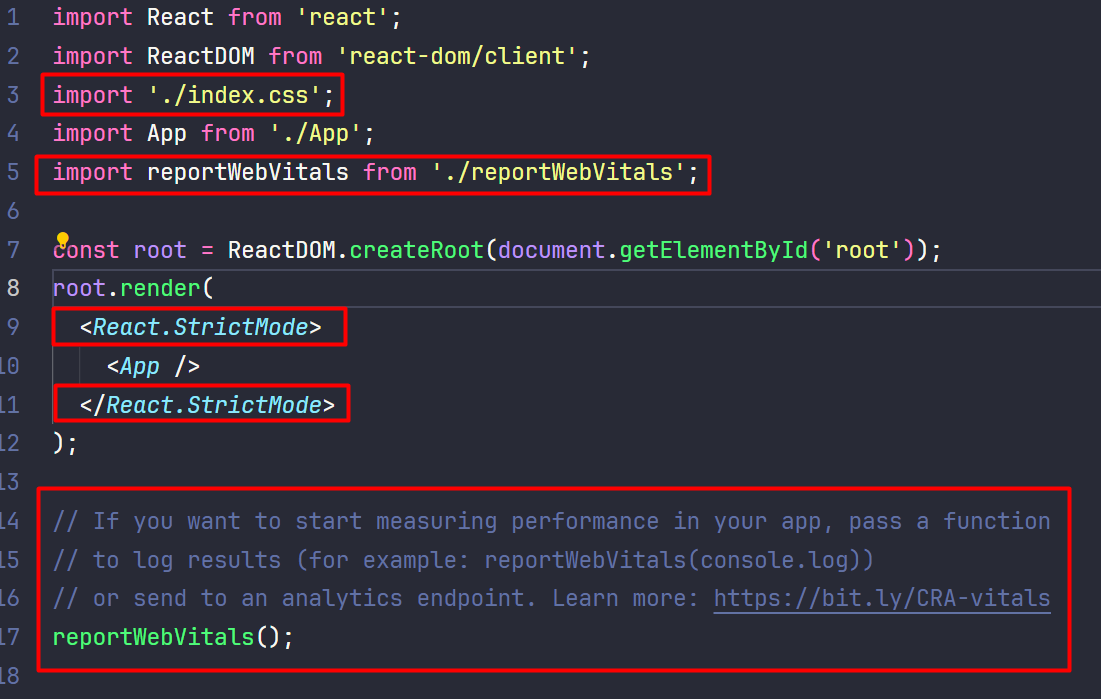 1 import React from 'react';
2 import ReactDOM from 'react-dom/client';
3 import './index.css';
4 import App from './App';
5 import reportWebVitals from './reportWebVitals';
6
7 const root = ReactDOM.createRoot(document.getElementById('root'));
8 root.render(
9 <React.StrictMode>
10 <App />
11 </React.StrictMode>
12 );
13
14 // If you want to start measuring performance in your app, pass a function
15 // to log results (for example: reportWebVitals(console.log))
16 // or send to an analytics endpoint. Learn more: https://bit.ly/CRA-vitals
17 reportWebVitals();
18